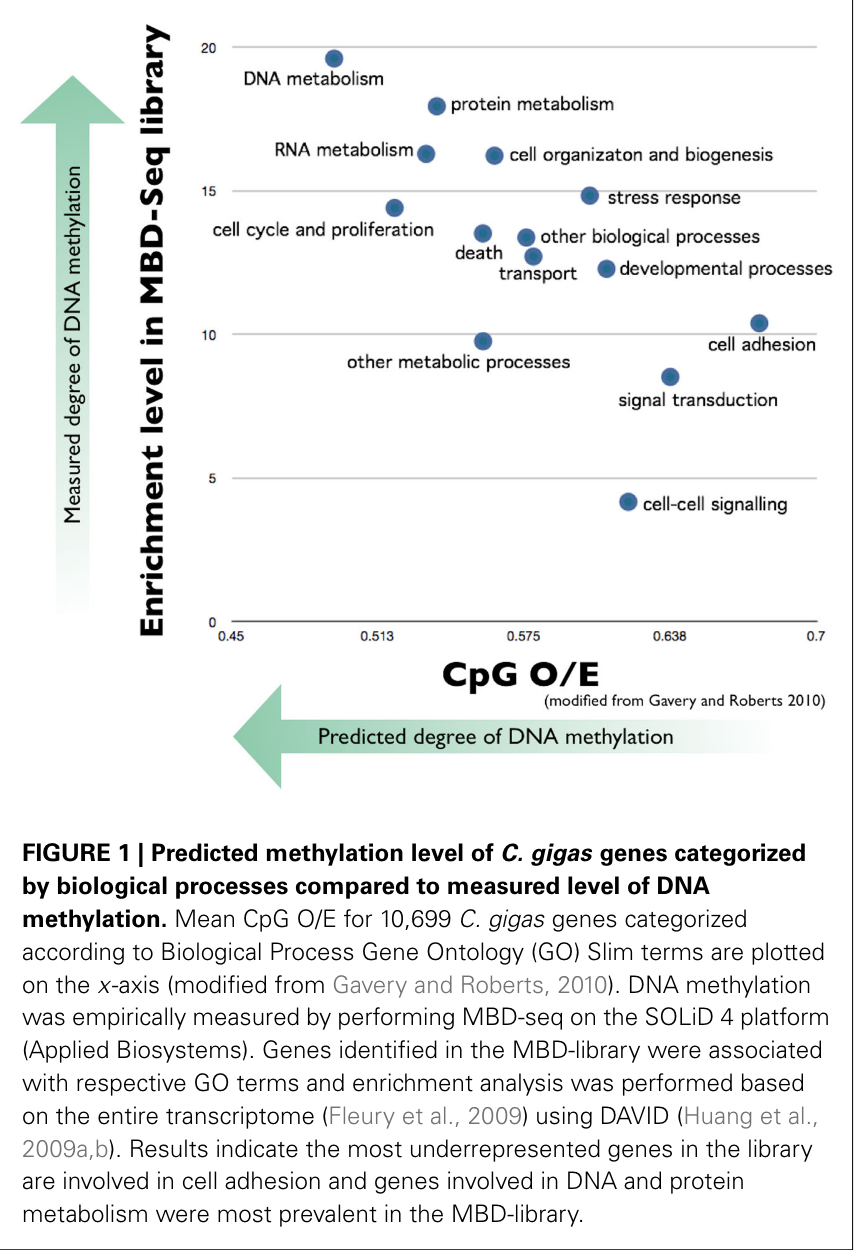 Enrichment level in MBD-Seq library
Measured degree of DNA methylation
20
15
10
5
0
DNA metabolism
protein metabolism
RNA metabolism
cell organizaton and biogenesis
stress response
cell cycle and proliferation
death
other biological processes
transport
developmental processes
cell adhesion
other metabolic processes
signal transduction
cell-cell signalling
0.45
0.513
0.575
0.638
0.7
CpG O/E
(modified from Gavery and Roberts 2010)
Predicted degree of DNA methylation
FIGURE 1 | Predicted methylation level of C. gigas genes categorized
by biological processes compared to measured level of DNA
methylation. Mean CpG O/E for 10,699 C. gigas genes categorized
according to Biological Process Gene Ontology (GO) Slim terms are plotted
on the x-axis (modified from Gavery and Roberts, 2010). DNA methylation
was empirically measured by performing MBD-seq on the SOLiD 4 platform
(Applied Biosystems). Genes identified in the MBD-library were associated
with respective GO terms and enrichment analysis was performed based
on the entire transcriptome (Fleury et al., 2009) using DAVID (Huang et al.,
2009a,b). Results indicate the most underrepresented genes in the library
are involved in cell adhesion and genes involved in DNA and protein
metabolism were most prevalent in the MBD-library.